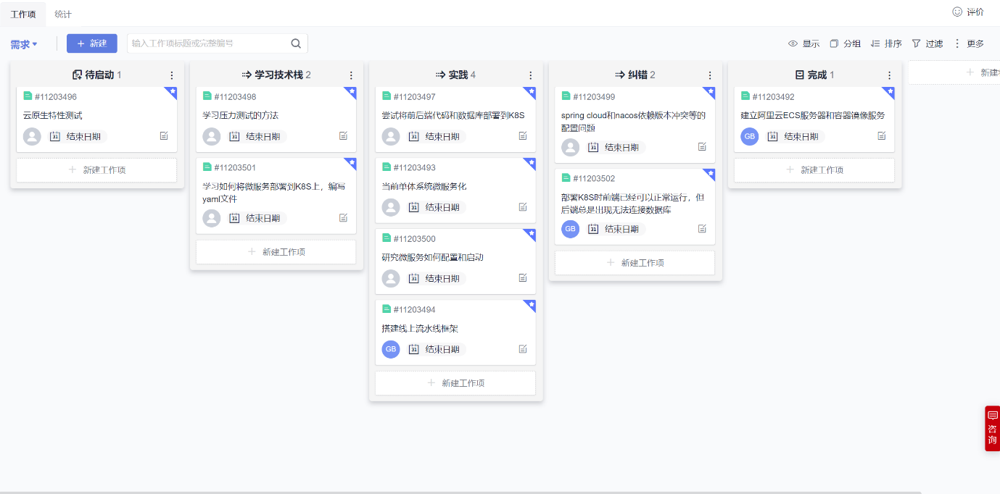 工作项 统计
评价
需求 + 新建 输入工作项标题或完整编号 显示 分组 排序 过滤 更多
待启动 1
#11203496
云原生特性测试
31 结束日期
+ 新建工作项
学习技术栈 2
#11203498
学习压力测试的方法
31 结束日期
#11203501
学习如何将微服务部署到K8S上，编写
yaml文件
31 结束日期
+ 新建工作项
实践 4
#11203497
尝试将前后端代码和数据库部署到K8S
31 结束日期
#11203493
当前单体系统微服务化
31 结束日期
#11203500
研究微服务如何配置和启动
31 结束日期
#11203494
搭建线上流水线框架
GB 31 结束日期
+ 新建工作项
纠错 2
#11203499
spring cloud和nacos依赖版本冲突等的
配置问题
31 结束日期
#11203502
部署K8S时前端已经可以正常运行，但
后端总是出现无法连接数据库
GB 31 结束日期
+ 新建工作项
完成 1
#11203492
建立阿里云ECS服务器和容器镜像服务
GB 31 结束日期
+ 新建工作项
+ 新建
咨
询